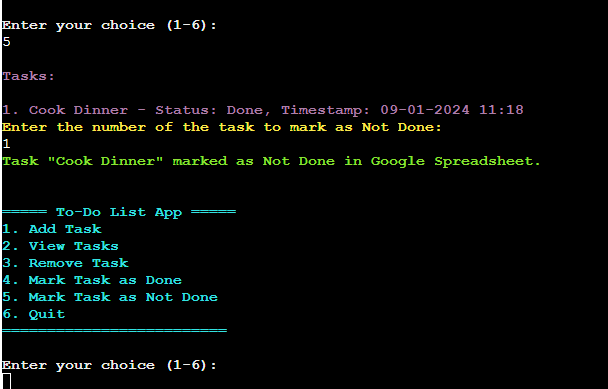 Enter your choice (1-6):
5
Tasks:
1. Cook Dinner - Status: Done, Timestamp: 09-01-2024 11:18
Enter the number of the task to mark as Not Done:
1
Task "Cook Dinner" marked as Not Done in Google Spreadsheet.
===== To-Do List App =====
1. Add Task
2. View Tasks
3. Remove Task
4. Mark Task as Done
5. Mark Task as Not Done
6. Quit
=========================
Enter your choice (1-6):